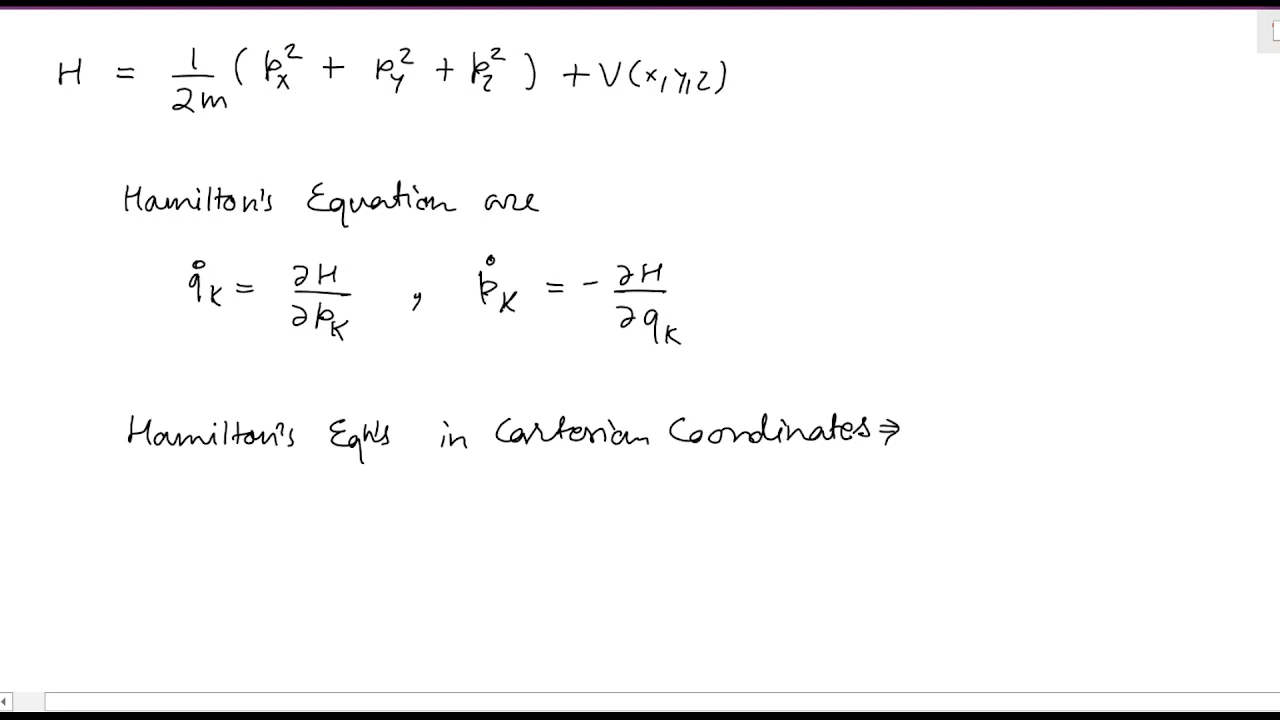 H = 1/2m ( p_x^2 + p_y^2 + p_z^2 ) + V(x,y,z)
Hamilton's Equation are
q̇_K = ∂H/∂p_K , ṗ_K = - ∂H/∂q_K
Hamilton's Eqn's in Cartesian Coordinates ⇒